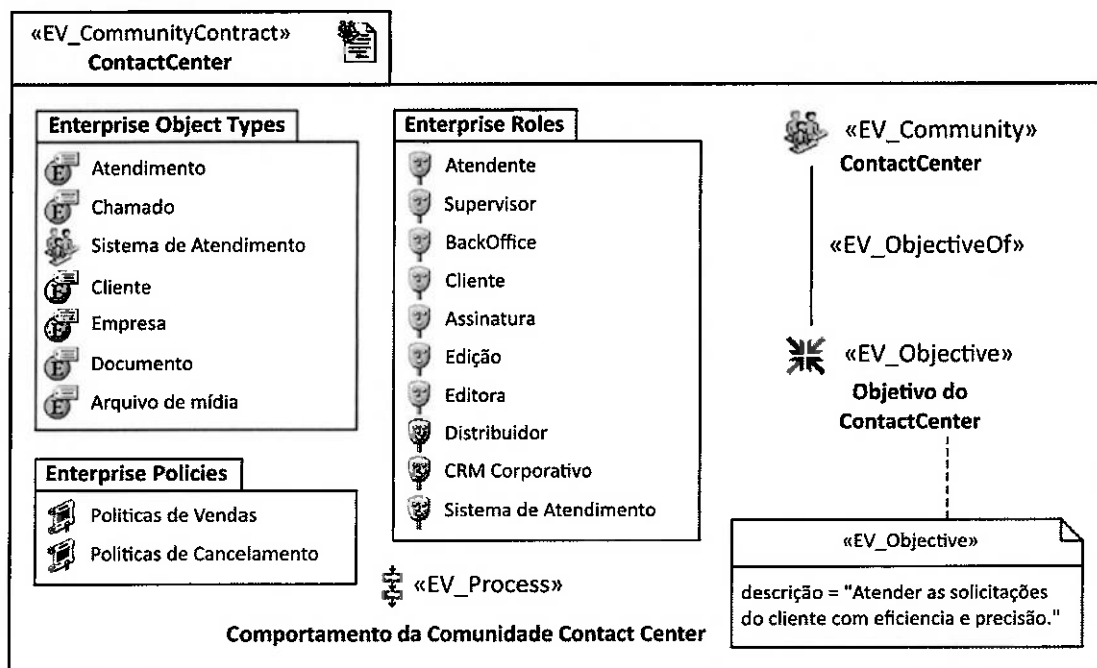 «EV_CommunityContract»
ContactCenter
Enterprise Object Types
Atendimento
Chamado
Sistema de Atendimento
Cliente
Empresa
Documento
Arquivo de mídia
Enterprise Policies
Politicas de Vendas
Politicas de Cancelamento
Enterprise Roles
Atendente
Supervisor
BackOffice
Cliente
Assinatura
Edição
Editora
Distribuidor
CRM Corporativo
Sistema de Atendimento
«EV_Process»
Comportamento da Comunidade Contact Center
«EV_Community»
ContactCenter
«EV_ObjectiveOf»
«EV_Objective»
Objetivo do
ContactCenter
«EV_Objective»
descrição = "Atender as solicitações
do cliente com eficiencia e precisão."